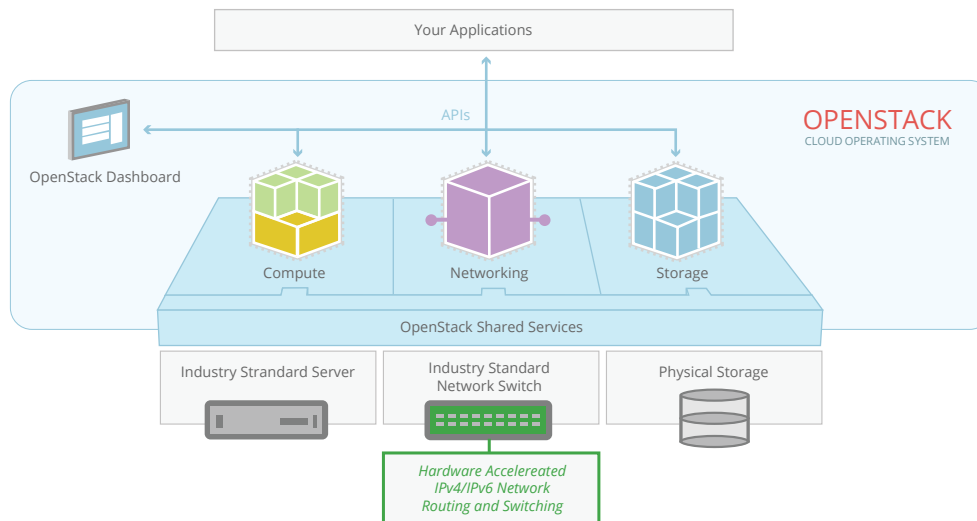 Your Applications
APIs
OPENSTACK
CLOUD OPERATING SYSTEM
OpenStack Dashboard
Compute
Networking
Storage
OpenStack Shared Services
Industry Strandard Server
Industry Standard
Network Switch
Physical Storage
Hardware Accelereated
IPv4/IPv6 Network
Routing and Switching